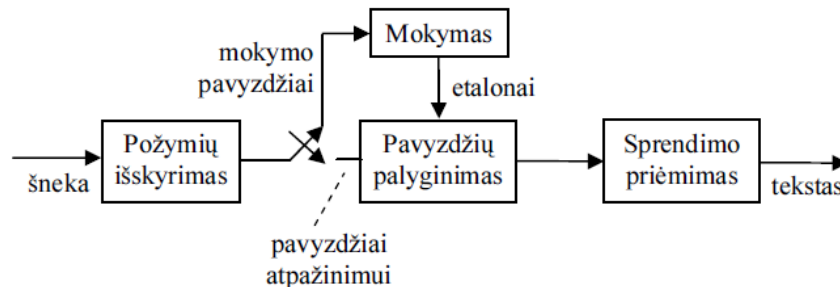 Mokymas
mokymo
pavyzdžiai
etalonai
Požymių
išskyrimas
Pavyzdžių
palyginimas
Sprendimo
priėmimas
šneka
tekstas
pavyzdžiai
atpažinimui